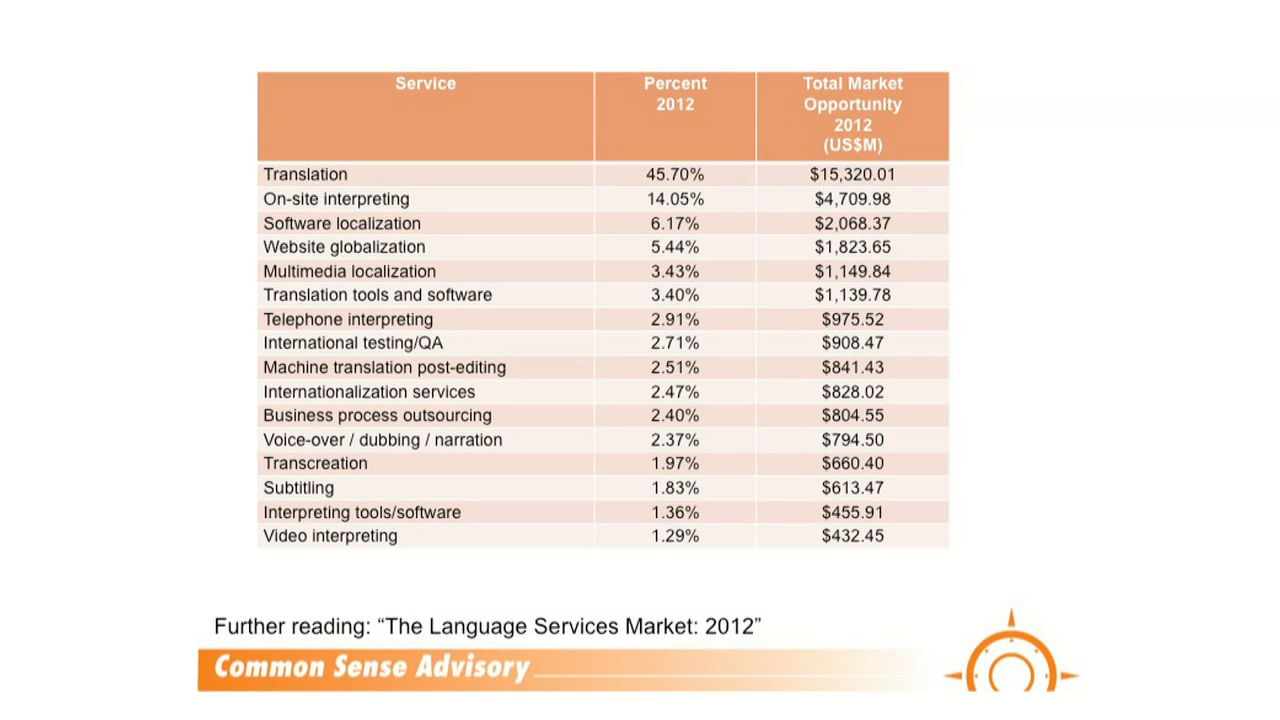 Service Percent Total Market
2012 Opportunity
2012
(US$M)
Translation 45.70% $15,320.01
On-site interpreting 14.05% $4,709.98
Software localization 6.17% $2,068.37
Website globalization 5.44% $1,823.65
Multimedia localization 3.43% $1,149.84
Translation tools and software 3.40% $1,139.78
Telephone interpreting 2.91% $975.52
International testing/QA 2.71% $908.47
Machine translation post-editing 2.51% $841.43
Internationalization services 2.47% $828.02
Business process outsourcing 2.40% $804.55
Voice-over / dubbing / narration 2.37% $794.50
Transcreation 1.97% $660.40
Subtitling 1.83% $613.47
Interpreting tools/software 1.36% $455.91
Video interpreting 1.29% $432.45
Further reading: “The Language Services Market: 2012”
Common Sense Advisory